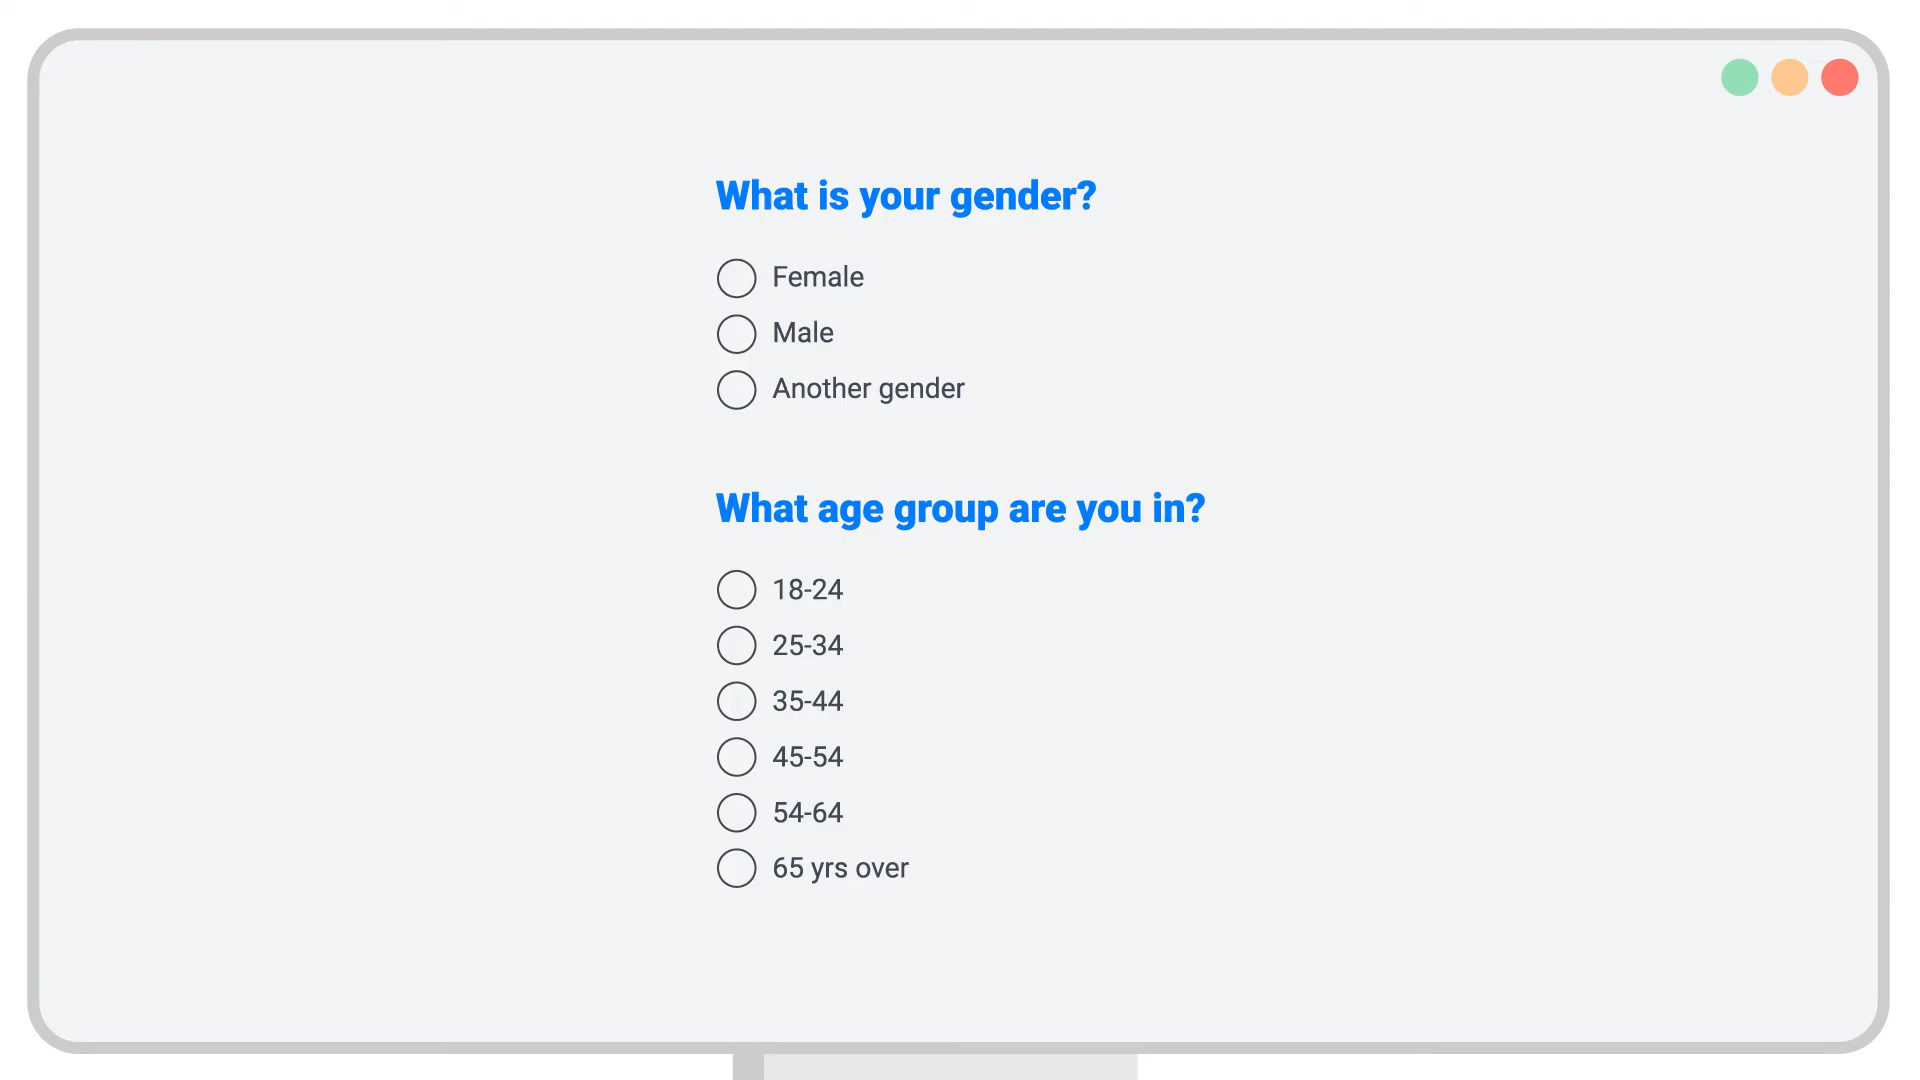 What is your gender?
Female
Male
Another gender
What age group are you in?
18-24
25-34
35-44
45-54
54-64
65 yrs over